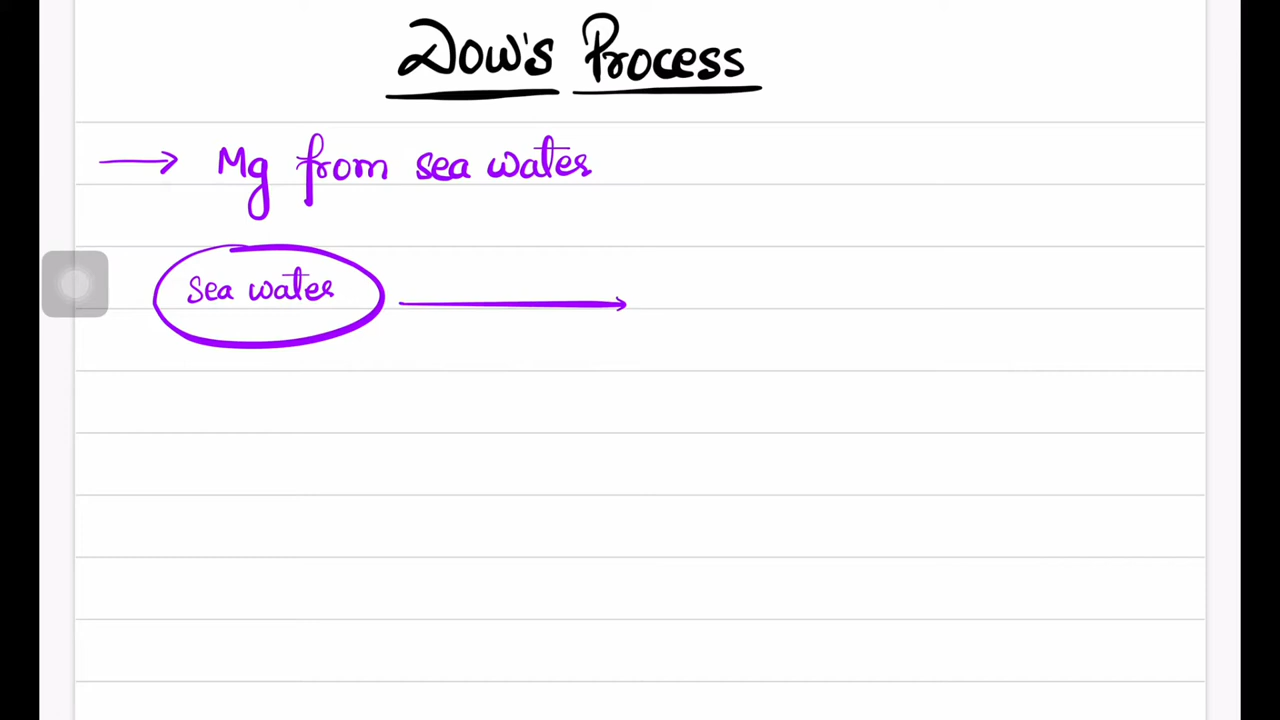 Dow's Process
→ Mg from sea water
Sea water →